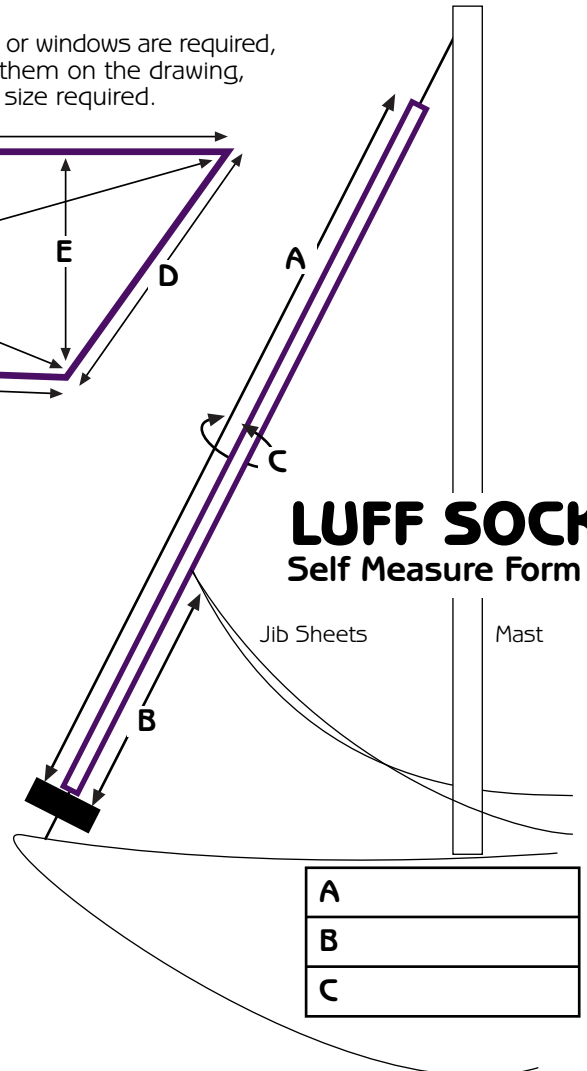 or windows are required,
them on the drawing,
size required.
E
D
A
C
LUFF SOCK
Self Measure Form
Jib Sheets
Mast
B
A
B
C